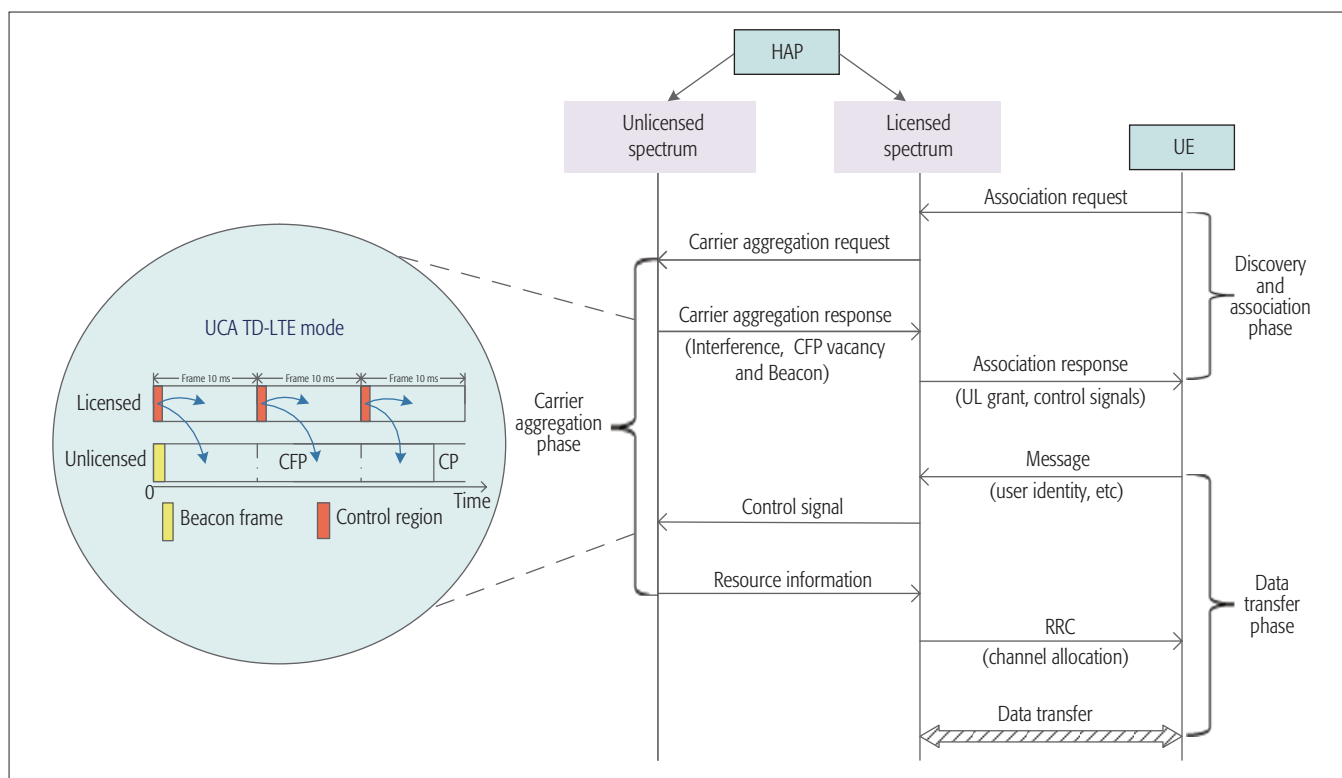 HAP
Unlicensed
spectrum
Licensed
spectrum
UE
Association request
Carrier aggregation request
Discovery
and
association
phase
Carrier aggregation response
(Interference, CFP vacancy
and Beacon)
Association response
(UL grant, control signals)
Carrier
aggregation
phase
Message
(user identity, etc)
Control signal
Resource information
Data
transfer
phase
RRC
(channel allocation)
Data transfer
UCA TD-LTE mode
Frame 10 ms
Frame 10 ms
Frame 10 ms
Licensed
Unlicensed
CFP
CP
0
Time
Beacon frame
Control region